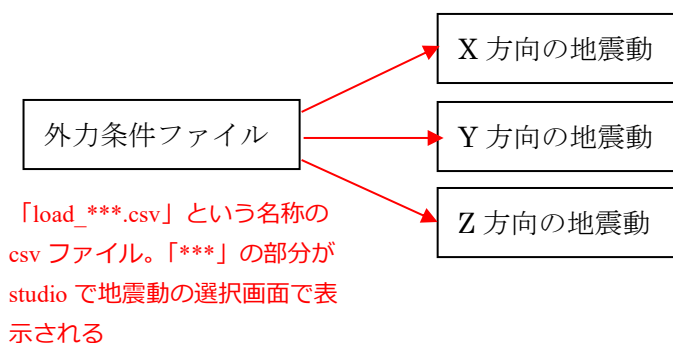 X 方向の地震動
外力条件ファイル
Y 方向の地震動
Z 方向の地震動
「load_***.csv」という名称の
csv ファイル。「***」の部分が
studio で地震動の選択画面で表
示される